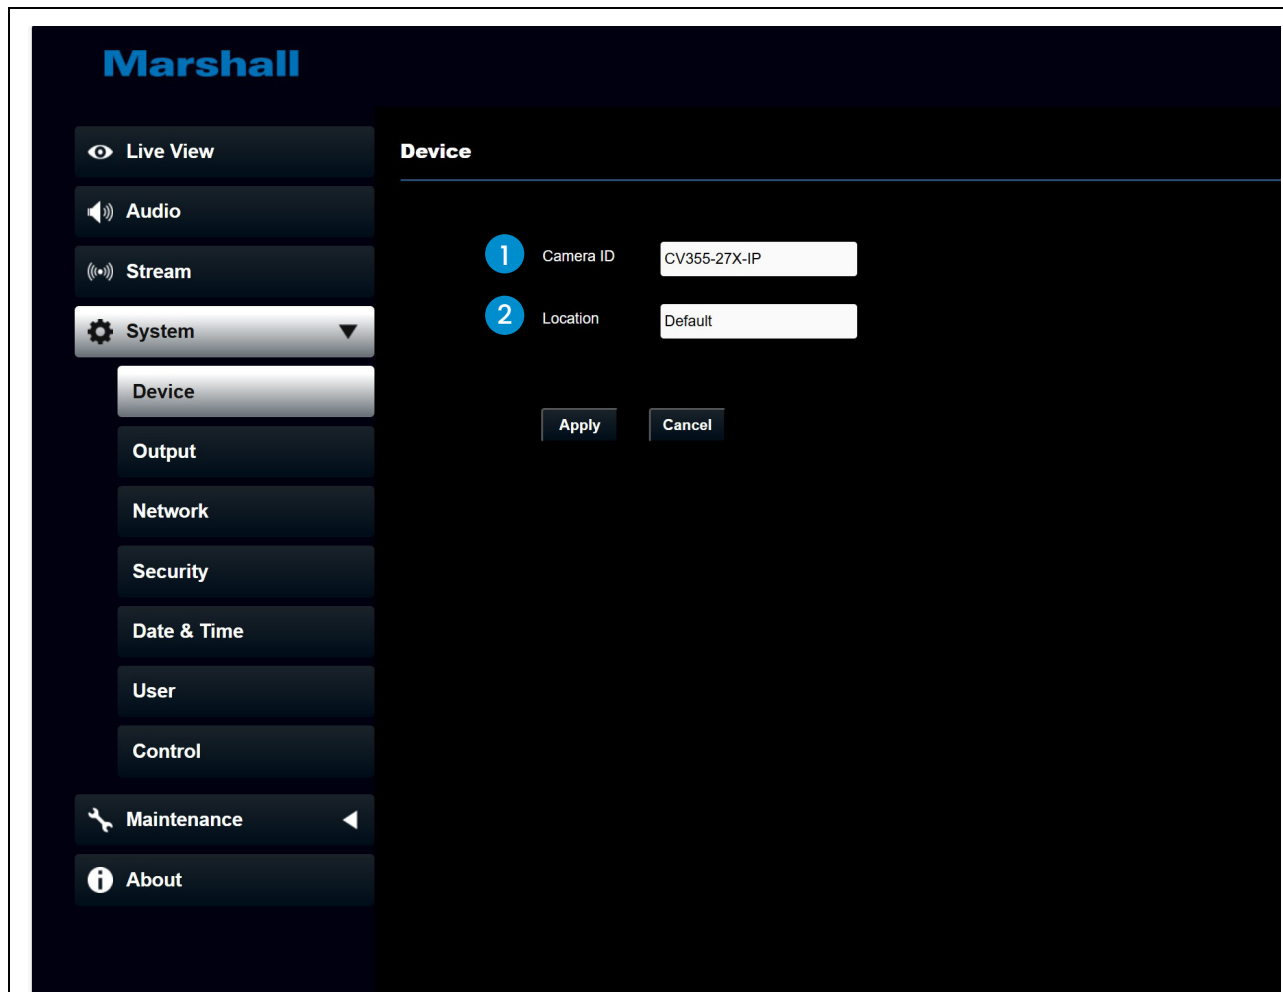 Marshall
Live View
Audio
Stream
System
Device
Output
Network
Security
Date & Time
User
Control
Maintenance
About
Device
1 Camera ID CV355-27X-IP
2 Location Default
Apply Cancel